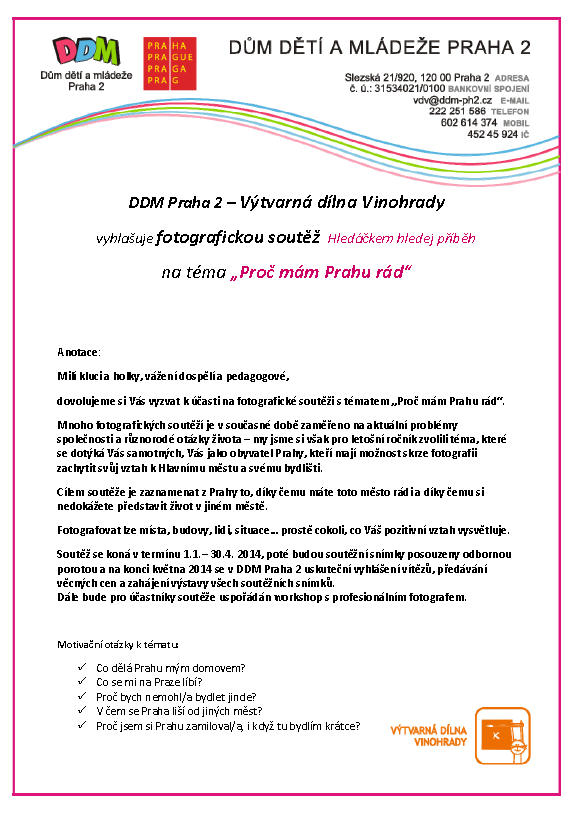 DDM
Dům dětí a mládeže
Praha 2
PRA HA
PRA GUE
PRA GA
PRA G
DŮM DĚTÍ A MLÁDEŽE PRAHA 2
Slezská 21/920, 120 00 Praha 2 ADRESA
č. ú.: 31534021/0100 BANKOVNÍ SPOJENÍ
vdv@ddm-ph2.cz E-MAIL
222 251 586 TELEFON
602 614 374 MOBIL
452 45 924 IČ
DDM Praha 2 – Výtvarná dílna Vinohrady
vyhlašuje fotografickou soutěž Hledáčkem hledej příběh
na téma „Proč mám Prahu rád“
Anotace:
Milí kluci a holky, vážení dospělí a pedagogové,
dovolujeme si Vás vyzvat k účasti na fotografické soutěži s tématem „Proč mám Prahu rád“.
Mnoho fotografických soutěží je v současné době zaměřeno na aktuální problémy
společnosti a různorodé otázky života – my jsme si však pro letošní ročník zvolili téma, které
se dotýká Vás samotných, Vás jako obyvatel Prahy, kteří mají možnost skrze fotografii
zachytit svůj vztah k Hlavnímu městu a svému bydlišti.
Cílem soutěže je zaznamenat z Prahy to, díky čemu máte toto město rádi a díky čemu si
nedokážete představit život v jiném městě.
Fotografovat lze místa, budovy, lidi, situace... prostě cokoli, co Váš pozitivní vztah vysvětluje.
Soutěž se koná v termínu 1.1. – 30.4. 2014, poté budou soutěžní snímky posouzeny odbornou
porotou a na konci května 2014 se v DDM Praha 2 uskuteční vyhlášení vítězů, předávání
věcných cen a zahájení výstavy všech soutěžních snímků.
Dále bude pro účastníky soutěže uspořádán workshop s profesionálním fotografem.
Motivační otázky k tématu:
✓ Co dělá Prahu mým domovem?
✓ Co se mi na Praze líbí?
✓ Proč bych nemohl/a bydlet jinde?
✓ V čem se Praha liší od jiných měst?
✓ Proč jsem si Prahu zamiloval/a, i když tu bydlím krátce?
VÝTVARNÁ DÍLNA
VINOHRADY
K